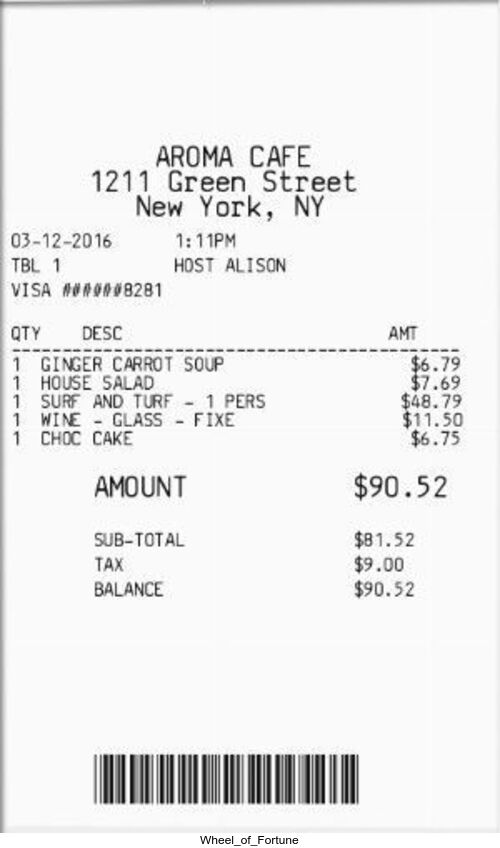 AROMA CAFE
1211 Green Street
New York, NY
03-12-2016 1:11PM
TBL 1 HOST ALISON
VISA ######8281
QTY DESC AMT
1 GINGER CARROT SOUP $6.79
1 HOUSE SALAD $7.69
1 SURF AND TURF - 1 PERS $48.79
1 WINE - GLASS - FIXE $11.50
1 CHOC CAKE $6.75
AMOUNT $90.52
SUB-TOTAL $81.52
TAX $9.00
BALANCE $90.52
Wheel_of_Fortune